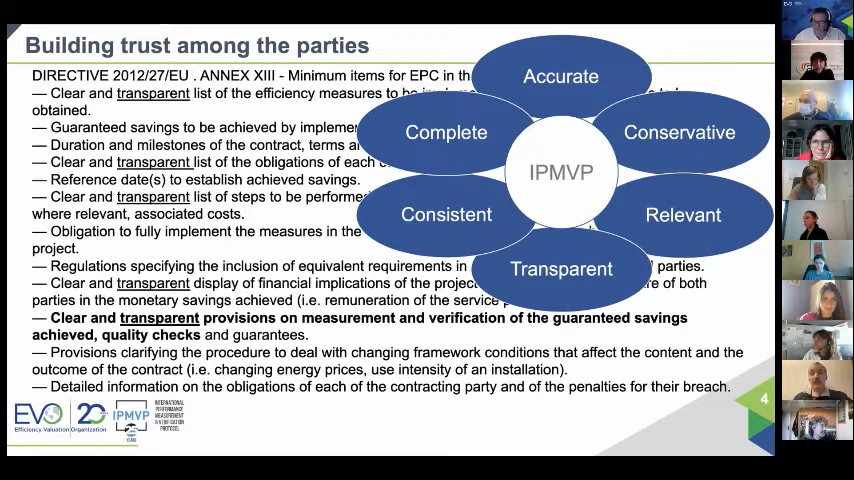 Building trust among the parties
DIRECTIVE 2012/27/EU . ANNEX XIII - Minimum items for EPC in th
— Clear and transparent list of the efficiency measures to be
obtained.
— Guaranteed savings to be achieved by
— Duration and milestones of the contract, terms
— Clear and transparent list of the obligations of each
— Reference date(s) to establish achieved savings.
— Clear and transparent list of steps to be performed
where relevant, associated costs.
— Obligation to fully implement the measures in the
project.
— Regulations specifying the inclusion of equivalent requirements in
parties.
— Clear and transparent display of financial implications of the
of both
parties in the monetary savings achieved (i.e. remuneration of the service
— Clear and transparent provisions on measurement and verification of the guaranteed savings
achieved, quality checks and guarantees.
— Provisions clarifying the procedure to deal with changing framework conditions that affect the content and the
outcome of the contract (i.e. changing energy prices, use intensity of an installation).
— Detailed information on the obligations of each of the contracting party and of the penalties for their breach.
Accurate
Complete
Conservative
IPMVP
Consistent
Relevant
Transparent
EVO
Efficiency Valuation Organization
20
IPMVP
25
YEARS
INTERNATIONAL
PERFORMANCE
MEASUREMENT
& VERIFICATION
PROTOCOL
4
EVO